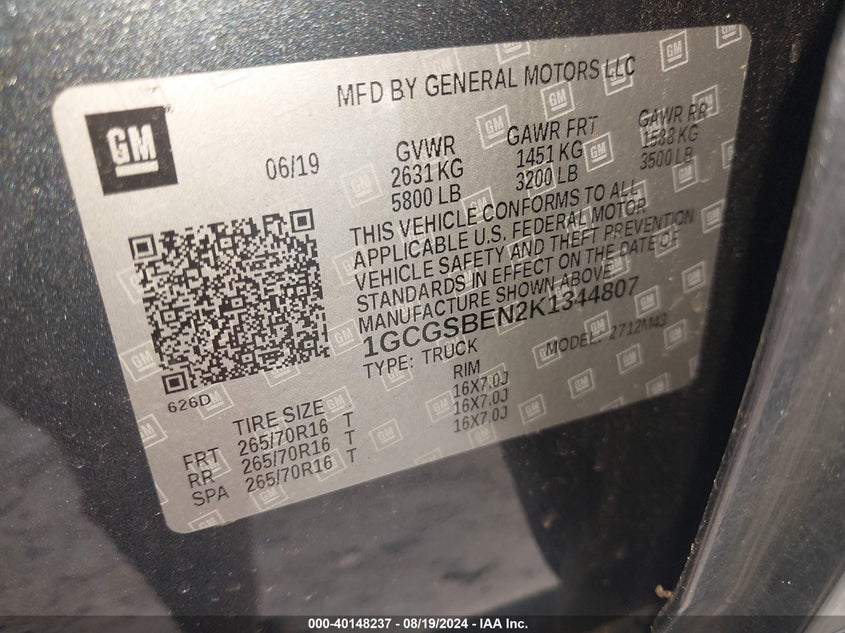 MFD BY GENERAL MOTORS LLC
GM
06/19
GVWR GAWR FRT GAWR RR
2631 KG 1451 KG 1588 KG
5800 LB 3200 LB 3500 LB
THIS VEHICLE CONFORMS TO ALL
APPLICABLE U.S. FEDERAL MOTOR
VEHICLE SAFETY AND THEFT PREVENTION
STANDARDS IN EFFECT ON THE DATE OF
MANUFACTURE SHOWN ABOVE.
1GCGSBEN2K1344807
TYPE: TRUCK MODEL: 2712M43
626D
TIRE SIZE RIM
FRT 265/70R16 T 16X7.0J
RR 265/70R16 T 16X7.0J
SPA 265/70R16 T 16X7.0J
000-40148237 - 08/19/2024 - IAA Inc.